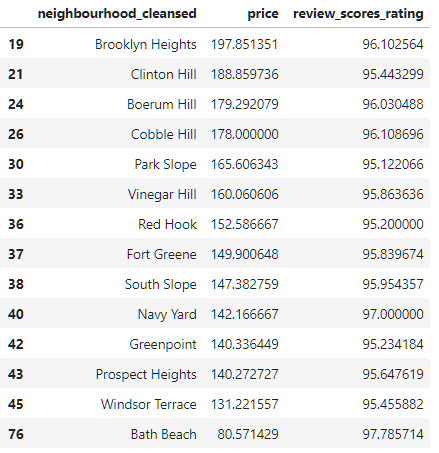 neighbourhood_cleansed price review_scores_rating
19 Brooklyn Heights 197.851351 96.102564
21 Clinton Hill 188.859736 95.443299
24 Boerum Hill 179.292079 96.030488
26 Cobble Hill 178.000000 96.108696
30 Park Slope 165.606343 95.122066
33 Vinegar Hill 160.060606 95.863636
36 Red Hook 152.586667 95.200000
37 Fort Greene 149.900648 95.839674
38 South Slope 147.382759 95.954357
40 Navy Yard 142.166667 97.000000
42 Greenpoint 140.336449 95.234184
43 Prospect Heights 140.272727 95.647619
45 Windsor Terrace 131.221557 95.455882
76 Bath Beach 80.571429 97.785714